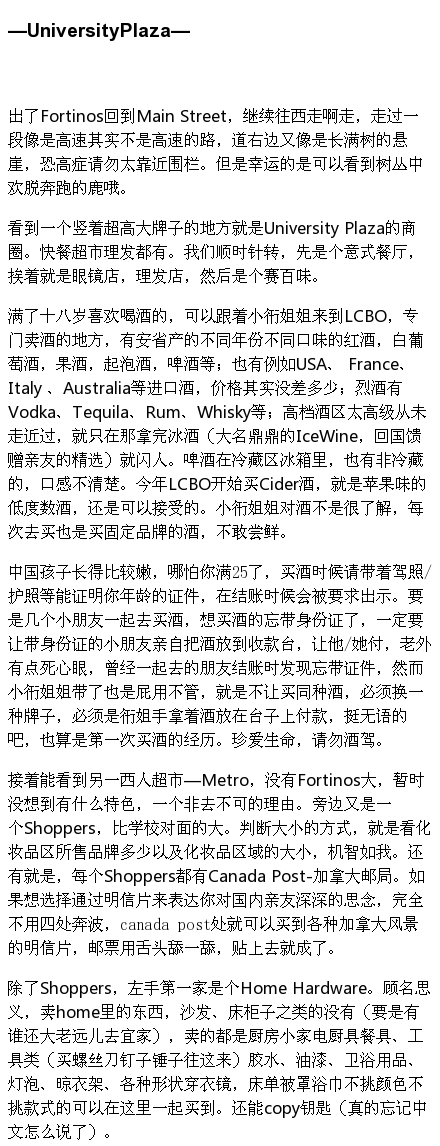 —UniversityPlaza—
出了Fortinos回到Main Street，继续往西走啊走，走过一
段像是高速其实不是高速的路，道右边又像是长满树的悬
崖，恐高症请勿太靠近围栏。但是幸运的是可以看到树丛中
欢脱奔跑的鹿哦。
看到一个竖着超高大牌子的地方就是University Plaza的商
圈。快餐超市理发都有。我们顺时针转，先是个意式餐厅，
挨着就是眼镜店，理发店，然后是个赛百味。
满了十八岁喜欢喝酒的，可以跟着小衎姐姐来到LCBO，专
门卖酒的地方，有安省产的不同年份不同口味的红酒，白葡
萄酒，果酒，起泡酒，啤酒等；也有例如USA、 France、
Italy 、Australia等进口酒，价格其实没差多少；烈酒有
Vodka、Tequila、Rum、Whisky等；高档酒区太高级从未
走近过，就只在那拿完冰酒（大名鼎鼎的IceWine，回国馈
赠亲友的精选）就闪人。啤酒在冷藏区冰箱里，也有非冷藏
的，口感不清楚。今年LCBO开始买Cider酒，就是苹果味的
低度数酒，还是可以接受的。小衎姐姐对酒不是很了解，每
次去买也是买固定品牌的酒，不敢尝鲜。
中国孩子长得比较嫩，哪怕你满25了，买酒时候请带着驾照/
护照等能证明你年龄的证件，在结账时候会被要求出示。要
是几个小朋友一起去买酒，想买酒的忘带身份证了，一定要
让带身份证的小朋友亲自把酒放到收款台，让他/她付，老外
有点死心眼，曾经一起去的朋友结账时发现忘带证件，然而
小衎姐姐带了也是屁用不管，就是不让买同种酒，必须换一
种牌子，必须是衎姐手拿着酒放在台子上付款，挺无语的
吧，也算是第一次买酒的经历。珍爱生命，请勿酒驾。
接着能看到另一西人超市—Metro，没有Fortinos大，暂时
没想到有什么特色，一个非去不可的理由。旁边又是一
个Shoppers，比学校对面的大。判断大小的方式，就是看化
妆品区所售品牌多少以及化妆品区域的大小，机智如我。还
有就是，每个Shoppers都有Canada Post-加拿大邮局。如
果想选择通过明信片来表达你对国内亲友深深的思念，完全
不用四处奔波，canada post处就可以买到各种加拿大风景
的明信片，邮票用舌头舔一舔，贴上去就成了。
除了Shoppers，左手第一家是个Home Hardware。顾名思
义，卖home里的东西，沙发、床柜子之类的没有（要是有
谁还大老远儿去宜家），卖的都是厨房小家电厨具餐具、工
具类（买螺丝刀钉子锤子往这来）胶水、油漆、卫浴用品、
灯泡、晾衣架、各种形状穿衣镜，床单被罩浴巾不挑颜色不
挑款式的可以在这里一起买到。还能copy钥匙（真的忘记中
文怎么说了）。